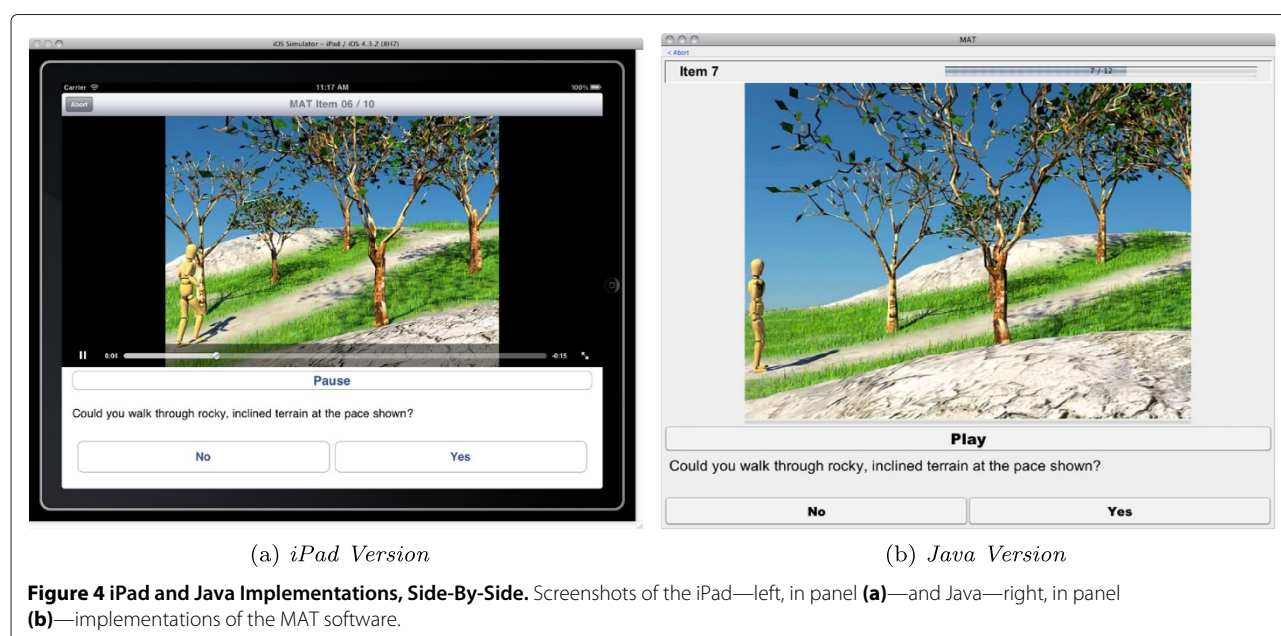 iOS Simulator – iPad / iOS 4.3.2 (8H7)
Carrier
11:17 AM
100%
Abort
MAT Item 06 / 10
0:04
-0:15
Pause
Could you walk through rocky, inclined terrain at the pace shown?
No
Yes
MAT
< Abort
Item 7
7 / 12
Play
Could you walk through rocky, inclined terrain at the pace shown?
No
Yes
(a) iPad Version
(b) Java Version
Figure 4 iPad and Java Implementations, Side-By-Side. Screenshots of the iPad—left, in panel (a)—and Java—right, in panel
(b)—implementations of the MAT software.